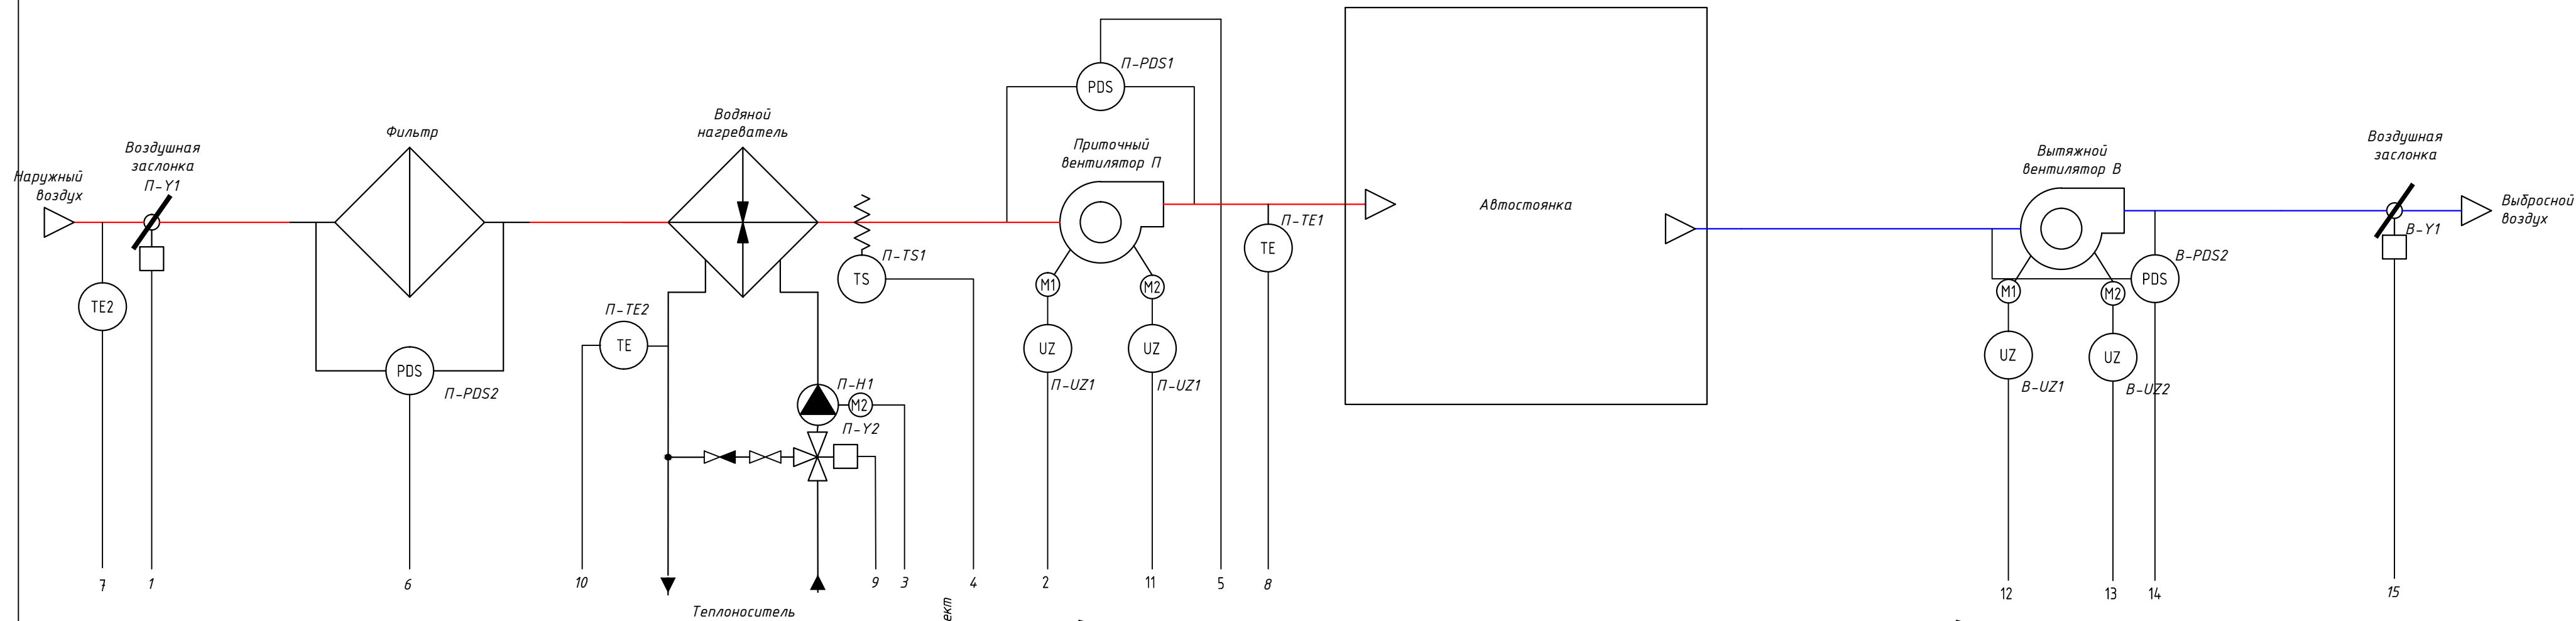 Наружный
воздух
Воздушная
заслонка
П-Y1
TE2
Фильтр
PDS
П-PDS2
Водяной
нагреватель
П-TS1
TS
П-TE2
TE
П-H1
M2
П-Y2
Теплоноситель
П-PDS1
PDS
Приточный
вентилятор П
M1
M2
UZ
UZ
П-UZ1
П-UZ1
П-TE1
TE
Автостоянка
Вытяжной
вентилятор В
M1
M2
UZ
UZ
В-UZ1
В-UZ2
В-PDS2
PDS
Воздушная
заслонка
В-Y1
Выбросной
воздух
7
1
6
10
9
3
4
2
11
5
8
12
13
14
15
ект